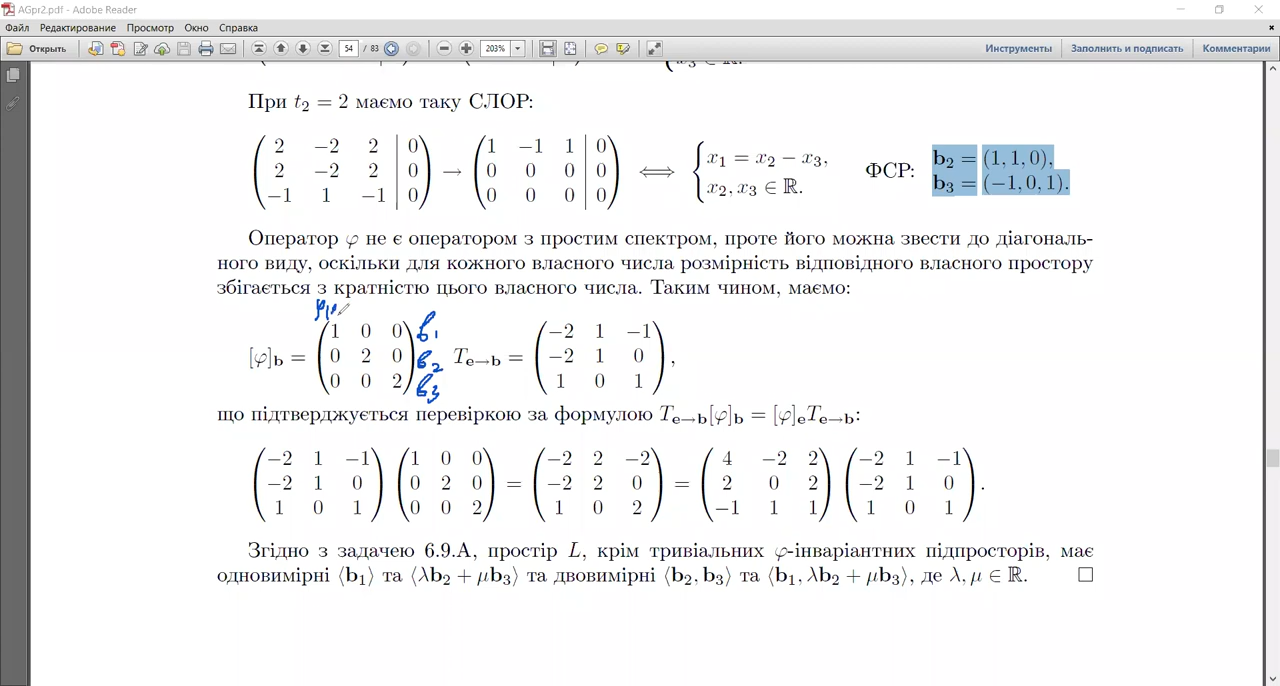 AGpr2.pdf - Adobe Reader
Файл Редактирование Просмотр Окно Справка
Открыть 54 / 83 203% Инструменты Заполнить и подписать Комментарии
При t₂ = 2 маємо таку СЛОР:
2 −2 2 | 0 1 −1 1 | 0
2 −2 2 | 0 → 0 0 0 | 0 ⟺ { x₁ = x₂ − x₃, x₂, x₃ ∈ ℝ. ФСР: b₂ = (1, 1, 0), b₃ = (−1, 0, 1).
−1 1 −1 | 0 0 0 0 | 0
Оператор φ не є оператором з простим спектром, проте його можна звести до діагональ-
ного виду, оскільки для кожного власного числа розмірність відповідного власного простору
збігається з кратністю цього власного числа. Таким чином, маємо:
1 0 0 b₁ −2 1 −1
[φ]b = 0 2 0 b₂ Te→b = −2 1 0 ,
0 0 2 b₃ 1 0 1
що підтверджується перевіркою за формулою Te→b[φ]b = [φ]eTe→b:
−2 1 −1 1 0 0 −2 2 −2 4 −2 2 −2 1 −1
−2 1 0 0 2 0 = −2 2 0 = 2 0 2 −2 1 0 .
1 0 1 0 0 2 1 0 2 −1 1 1 1 0 1
Згідно з задачею 6.9.А, простір L, крім тривіальних φ-інваріантних підпросторів, має
одновимірні ⟨b₁⟩ та ⟨λb₂ + μb₃⟩ та двовимірні ⟨b₂, b₃⟩ та ⟨b₁, λb₂ + μb₃⟩, де λ, μ ∈ ℝ. □